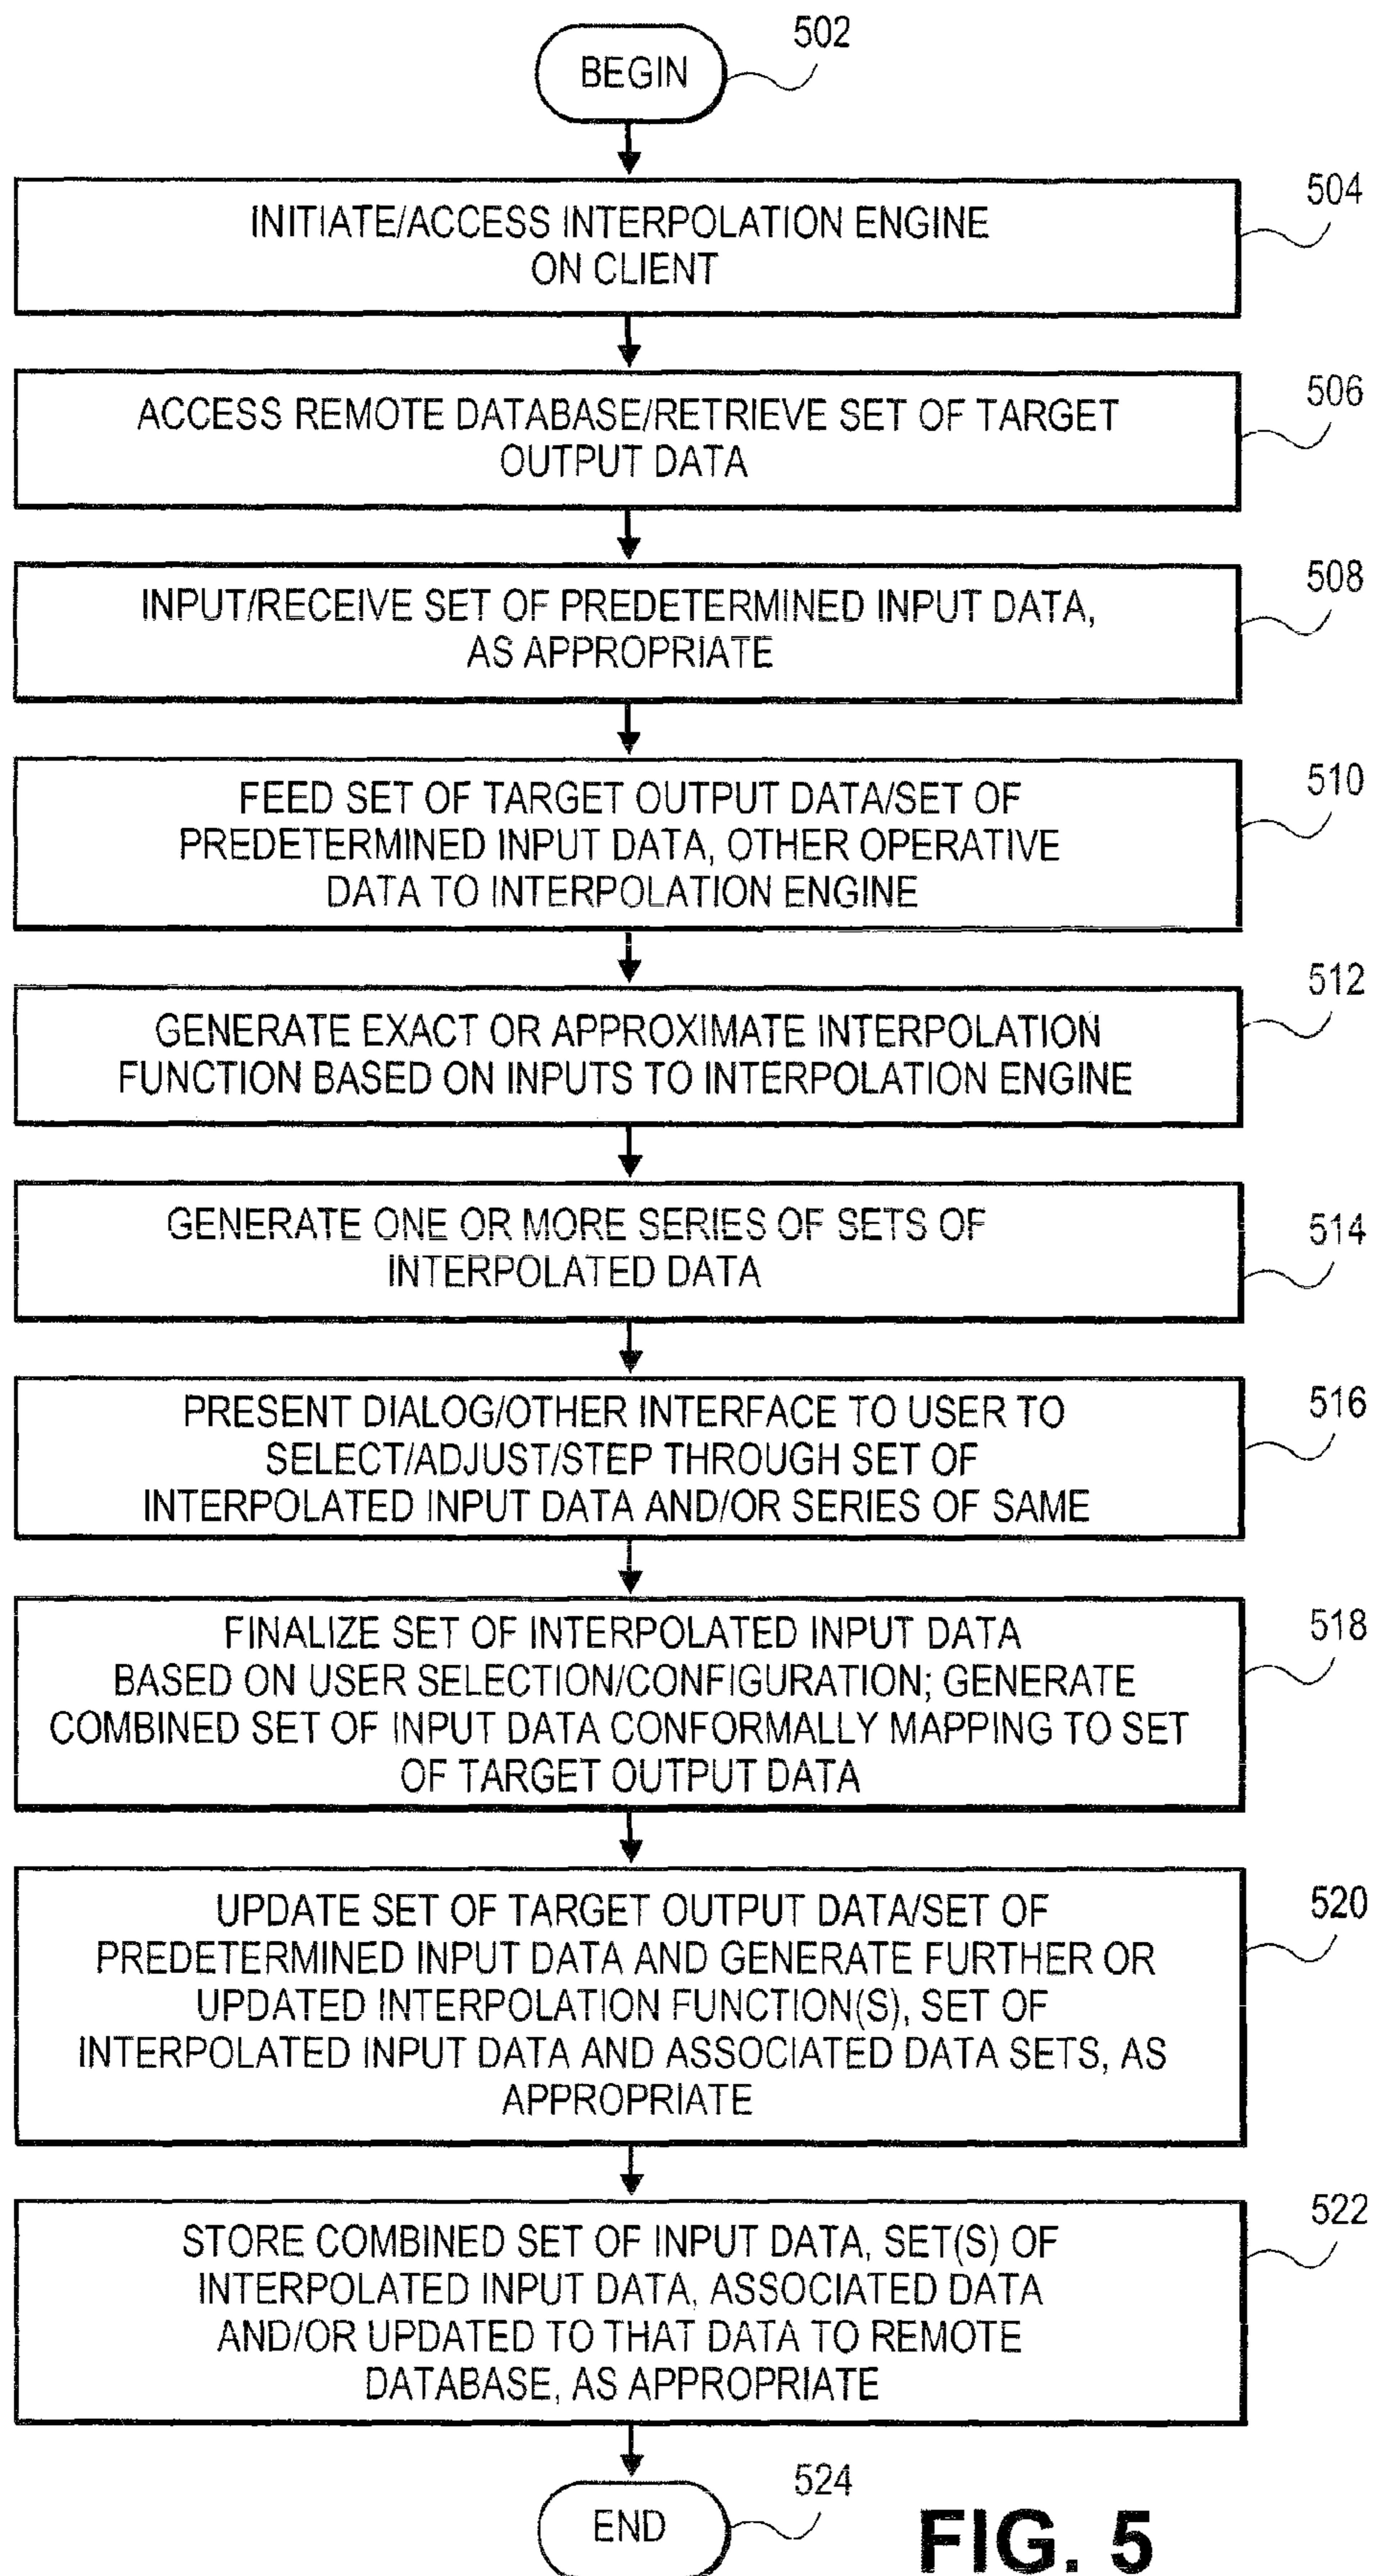 502
BEGIN
504
INITIATE/ACCESS INTERPOLATION ENGINE
ON CLIENT
506
ACCESS REMOTE DATABASE/RETRIEVE SET OF TARGET
OUTPUT DATA
508
INPUT/RECEIVE SET OF PREDETERMINED INPUT DATA,
AS APPROPRIATE
510
FEED SET OF TARGET OUTPUT DATA/SET OF
PREDETERMINED INPUT DATA, OTHER OPERATIVE
DATA TO INTERPOLATION ENGINE
512
GENERATE EXACT OR APPROXIMATE INTERPOLATION
FUNCTION BASED ON INPUTS TO INTERPOLATION ENGINE
514
GENERATE ONE OR MORE SERIES OF SETS OF
INTERPOLATED DATA
516
PRESENT DIALOG/OTHER INTERFACE TO USER TO
SELECT/ADJUST/STEP THROUGH SET OF
INTERPOLATED INPUT DATA AND/OR SERIES OF SAME
518
FINALIZE SET OF INTERPOLATED INPUT DATA
BASED ON USER SELECTION/CONFIGURATION; GENERATE
COMBINED SET OF INPUT DATA CONFORMALLY MAPPING TO SET
OF TARGET OUTPUT DATA
520
UPDATE SET OF TARGET OUTPUT DATA/SET OF
PREDETERMINED INPUT DATA AND GENERATE FURTHER OR
UPDATED INTERPOLATION FUNCTION(S), SET OF
INTERPOLATED INPUT DATA AND ASSOCIATED DATA SETS, AS
APPROPRIATE
522
STORE COMBINED SET OF INPUT DATA, SET(S) OF
INTERPOLATED INPUT DATA, ASSOCIATED DATA
AND/OR UPDATED TO THAT DATA TO REMOTE
DATABASE, AS APPROPRIATE
524
END
FIG. 5